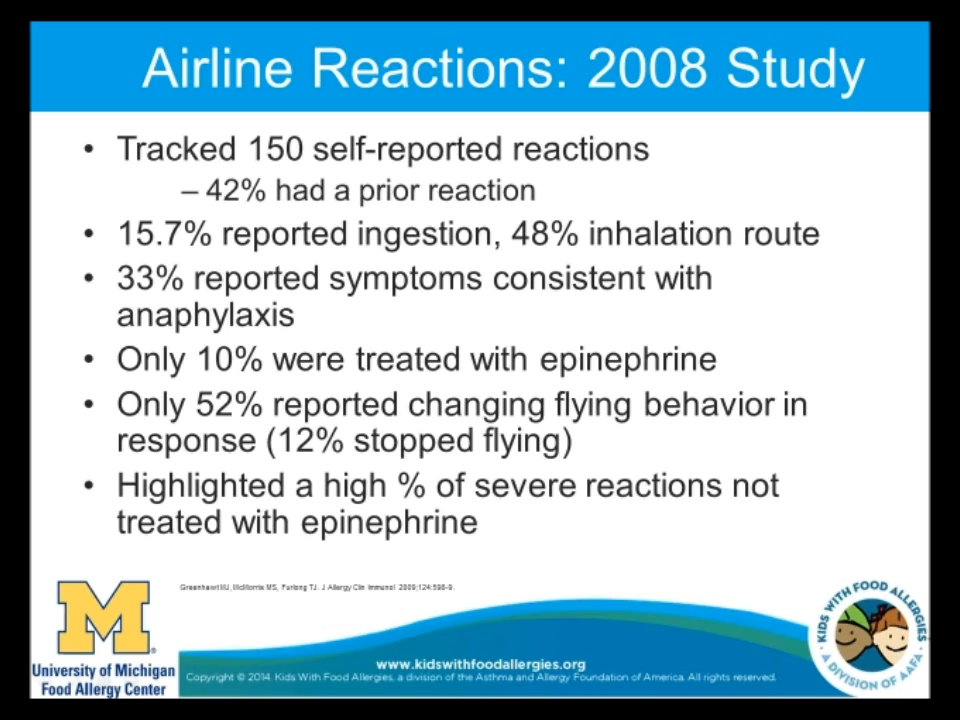 Airline Reactions: 2008 Study
• Tracked 150 self-reported reactions
– 42% had a prior reaction
• 15.7% reported ingestion, 48% inhalation route
• 33% reported symptoms consistent with
anaphylaxis
• Only 10% were treated with epinephrine
• Only 52% reported changing flying behavior in
response (12% stopped flying)
• Highlighted a high % of severe reactions not
treated with epinephrine
Greenhawt MJ, McMorris MS, Furlong TJ. J Allergy Clin Immunol 2009;124:598-9.
M
University of Michigan
Food Allergy Center
www.kidswithfoodallergies.org
Copyright © 2014. Kids With Food Allergies, a division of the Asthma and Allergy Foundation of America. All rights reserved.
KIDS WITH FOOD ALLERGIES
A DIVISION OF AAFA